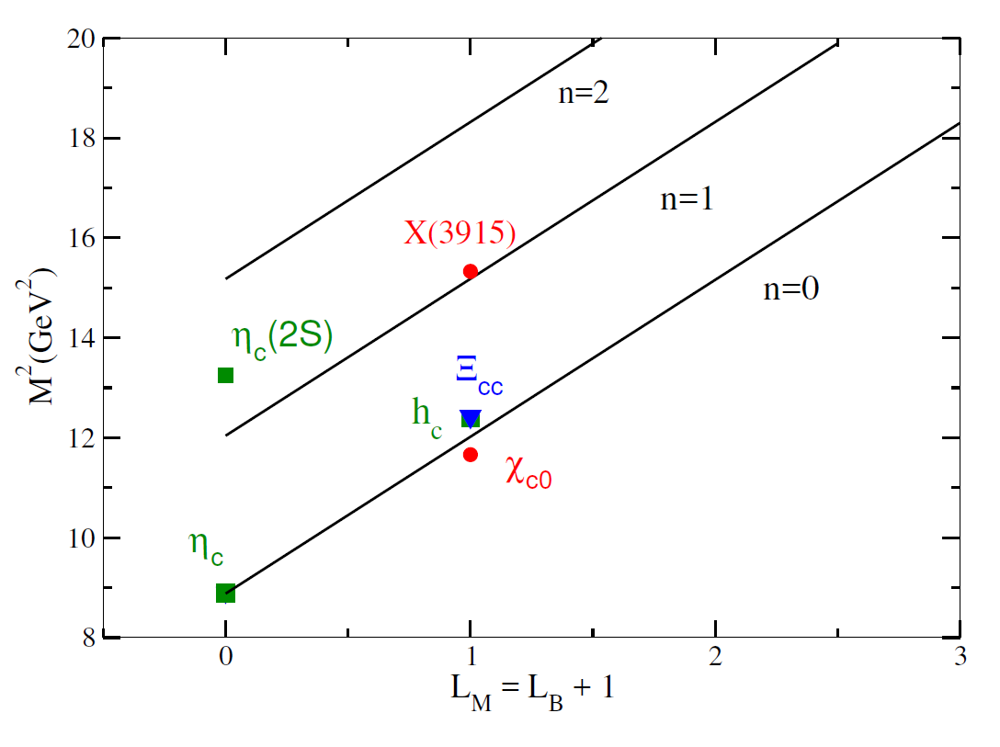 20
18
16
14
12
10
8
M²(GeV²)
n=2
n=1
n=0
X(3915)
η_c(2S)
Ξ_cc
h_c
χ_c0
η_c
0
1
2
3
L_M = L_B + 1